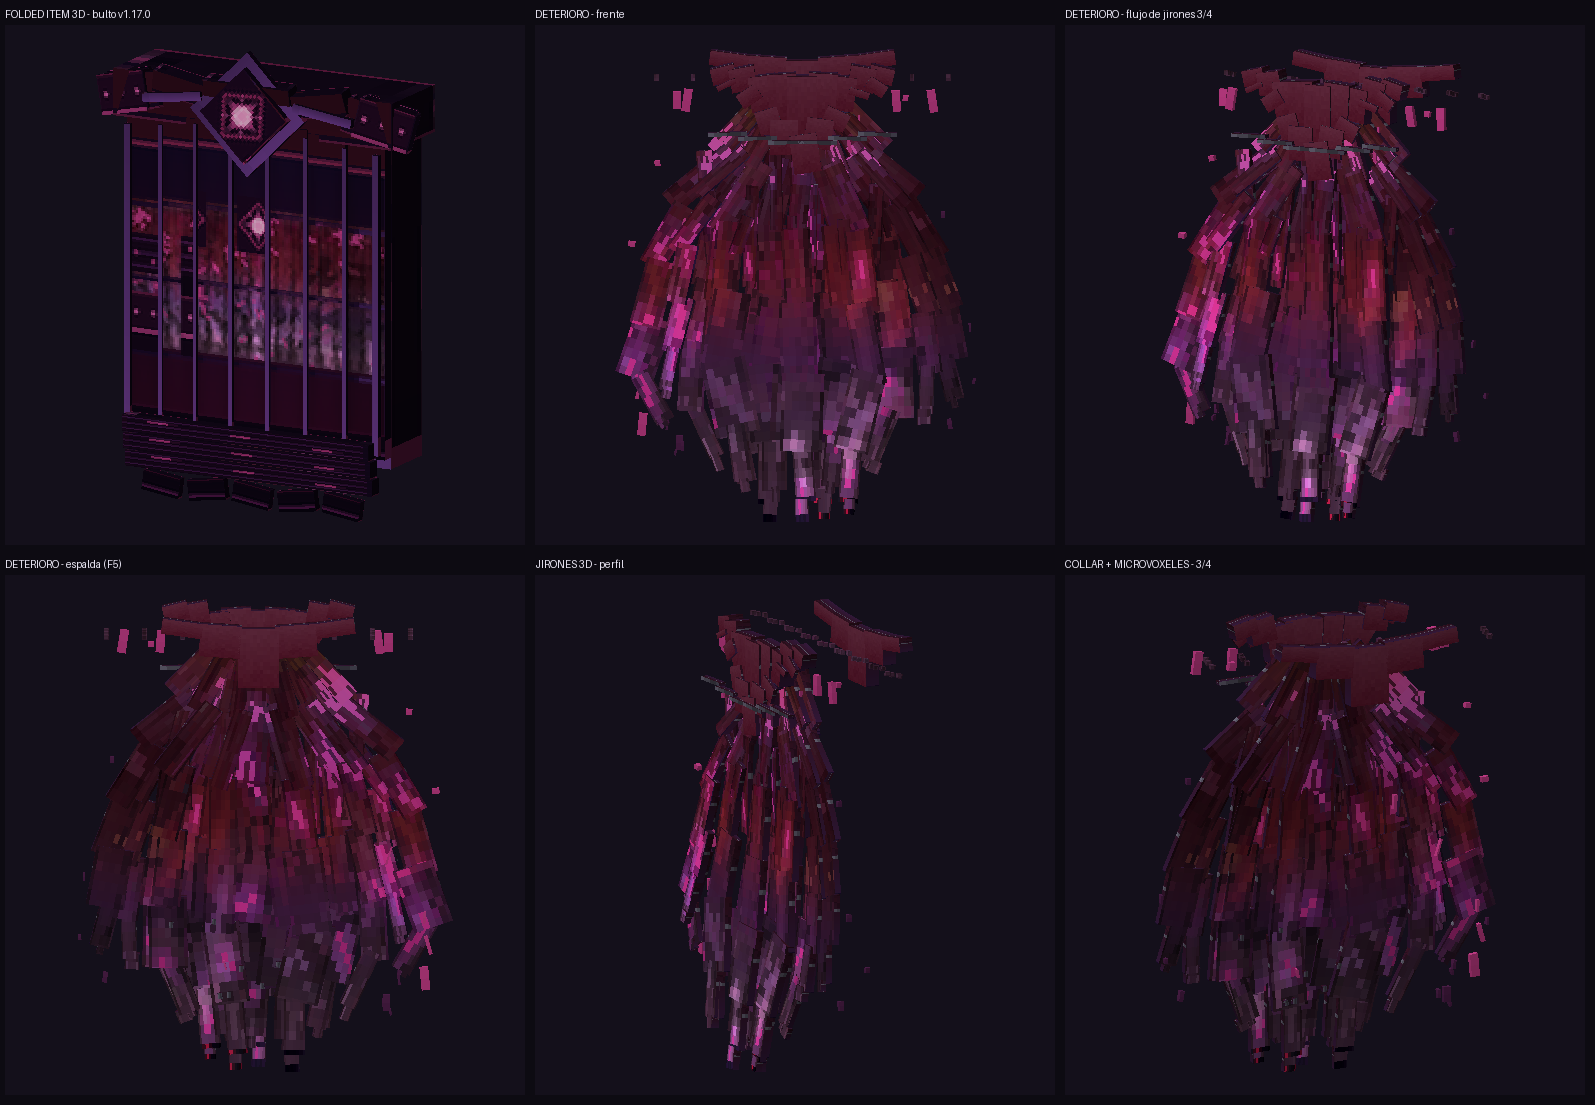 FOLDED ITEM 3D - bulto v1.17.0
DETERIORO - frente
DETERIORO - flujo de jirones 3/4
DETERIORO - espalda (F5)
JIRONES 3D - perfil
COLLAR + MICROVOXELES - 3/4